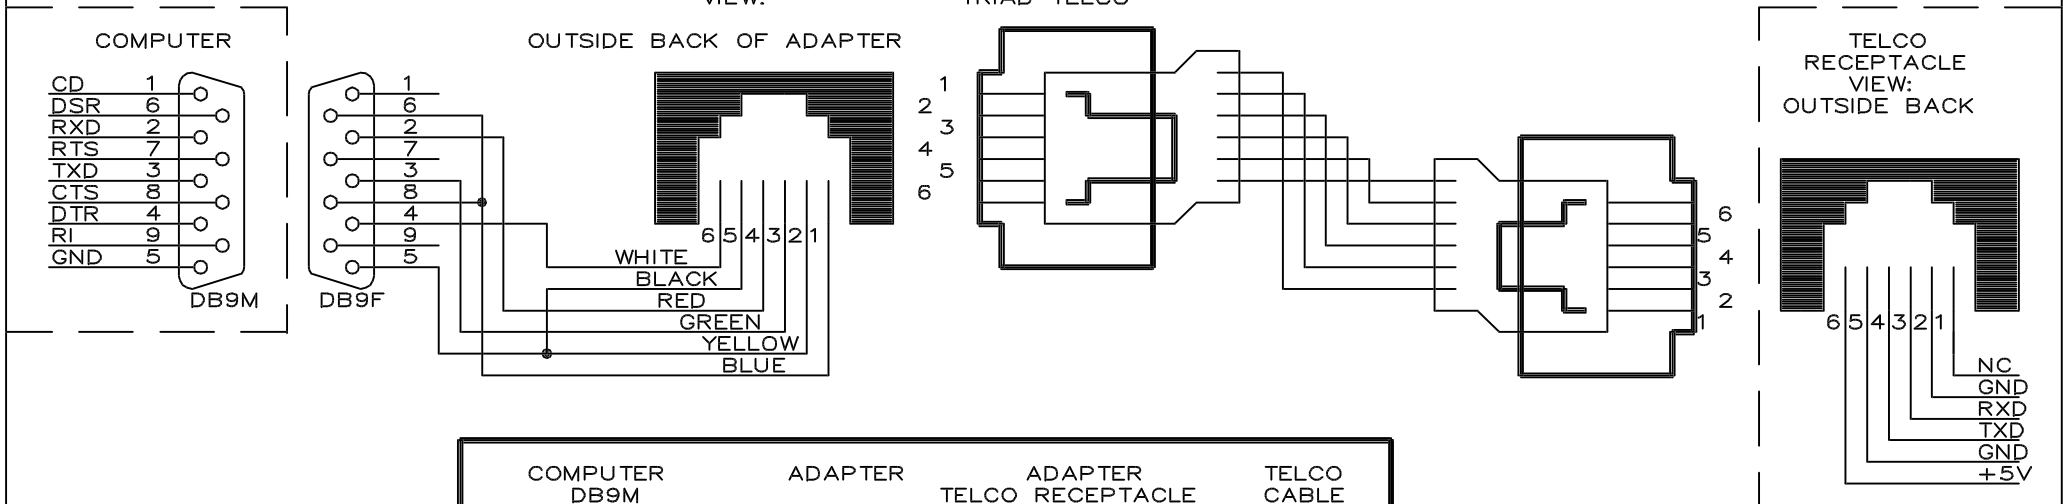 VIEW:
TRIAD TELCO
COMPUTER
CD 1
DSR 6
RXD 2
RTS 7
TXD 3
CTS 8
DTR 4
RI 9
GND 5
DB9M
1
6
2
7
3
8
4
9
5
DB9F
OUTSIDE BACK OF ADAPTER
6 5 4 3 2 1
WHITE
BLACK
RED
GREEN
YELLOW
BLUE
1
2
3
4
5
6
6
5
4
3
2
1
TELCO
RECEPTACLE
VIEW:
OUTSIDE BACK
6 5 4 3 2 1
NC
GND
RXD
TXD
GND
+5V
COMPUTER ADAPTER ADAPTER TELCO
DB9M TELCO RECEPTACLE CABLE